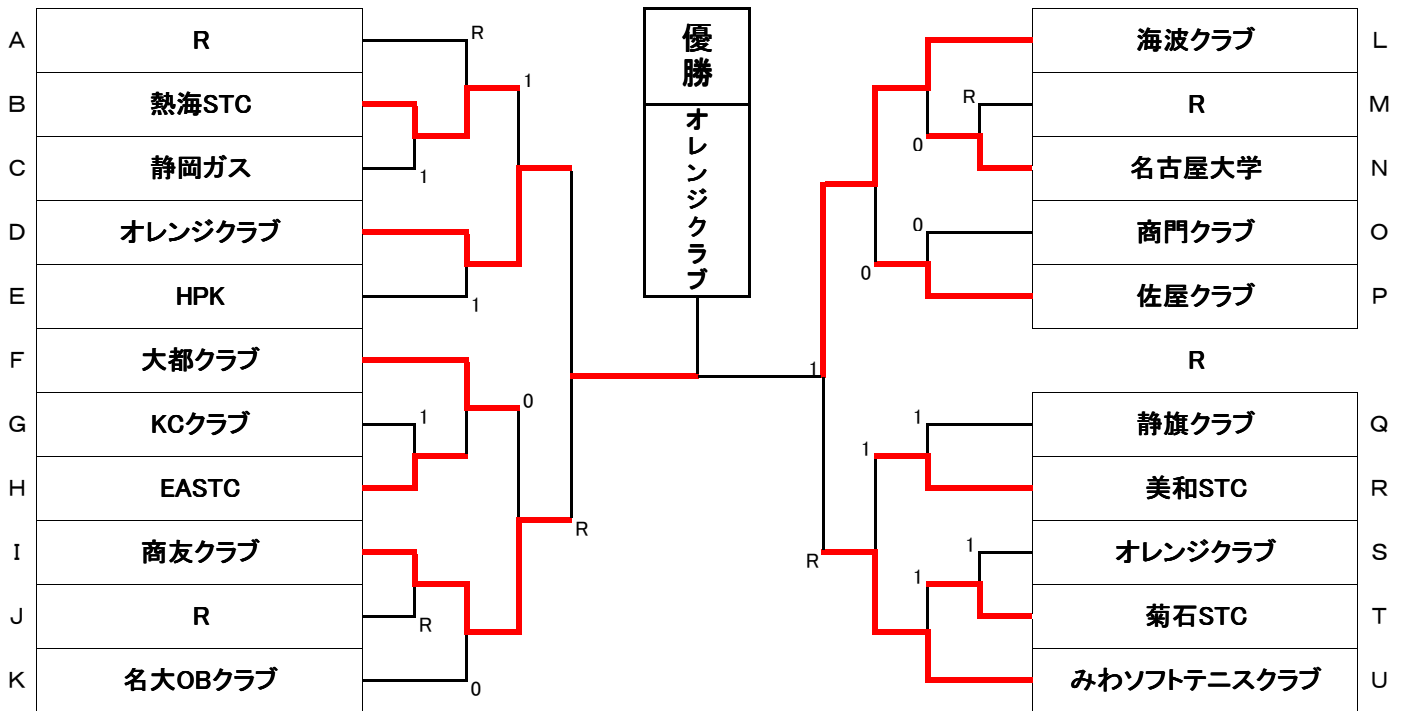 A R
B 熱海STC
C 静岡ガス
D オレンジクラブ
E HPK
F 大都クラブ
G KCクラブ
H EASTC
I 商友クラブ
J R
K 名大OBクラブ
R
1
1
1
1
0
R
0
R
優勝
オレンジクラブ
R
0
0
0
1
1
1
1
1
R
海波クラブ L
R M
名古屋大学 N
商門クラブ O
佐屋クラブ P
R
静旗クラブ Q
美和STC R
オレンジクラブ S
菊石STC T
みわソフトテニスクラブ U